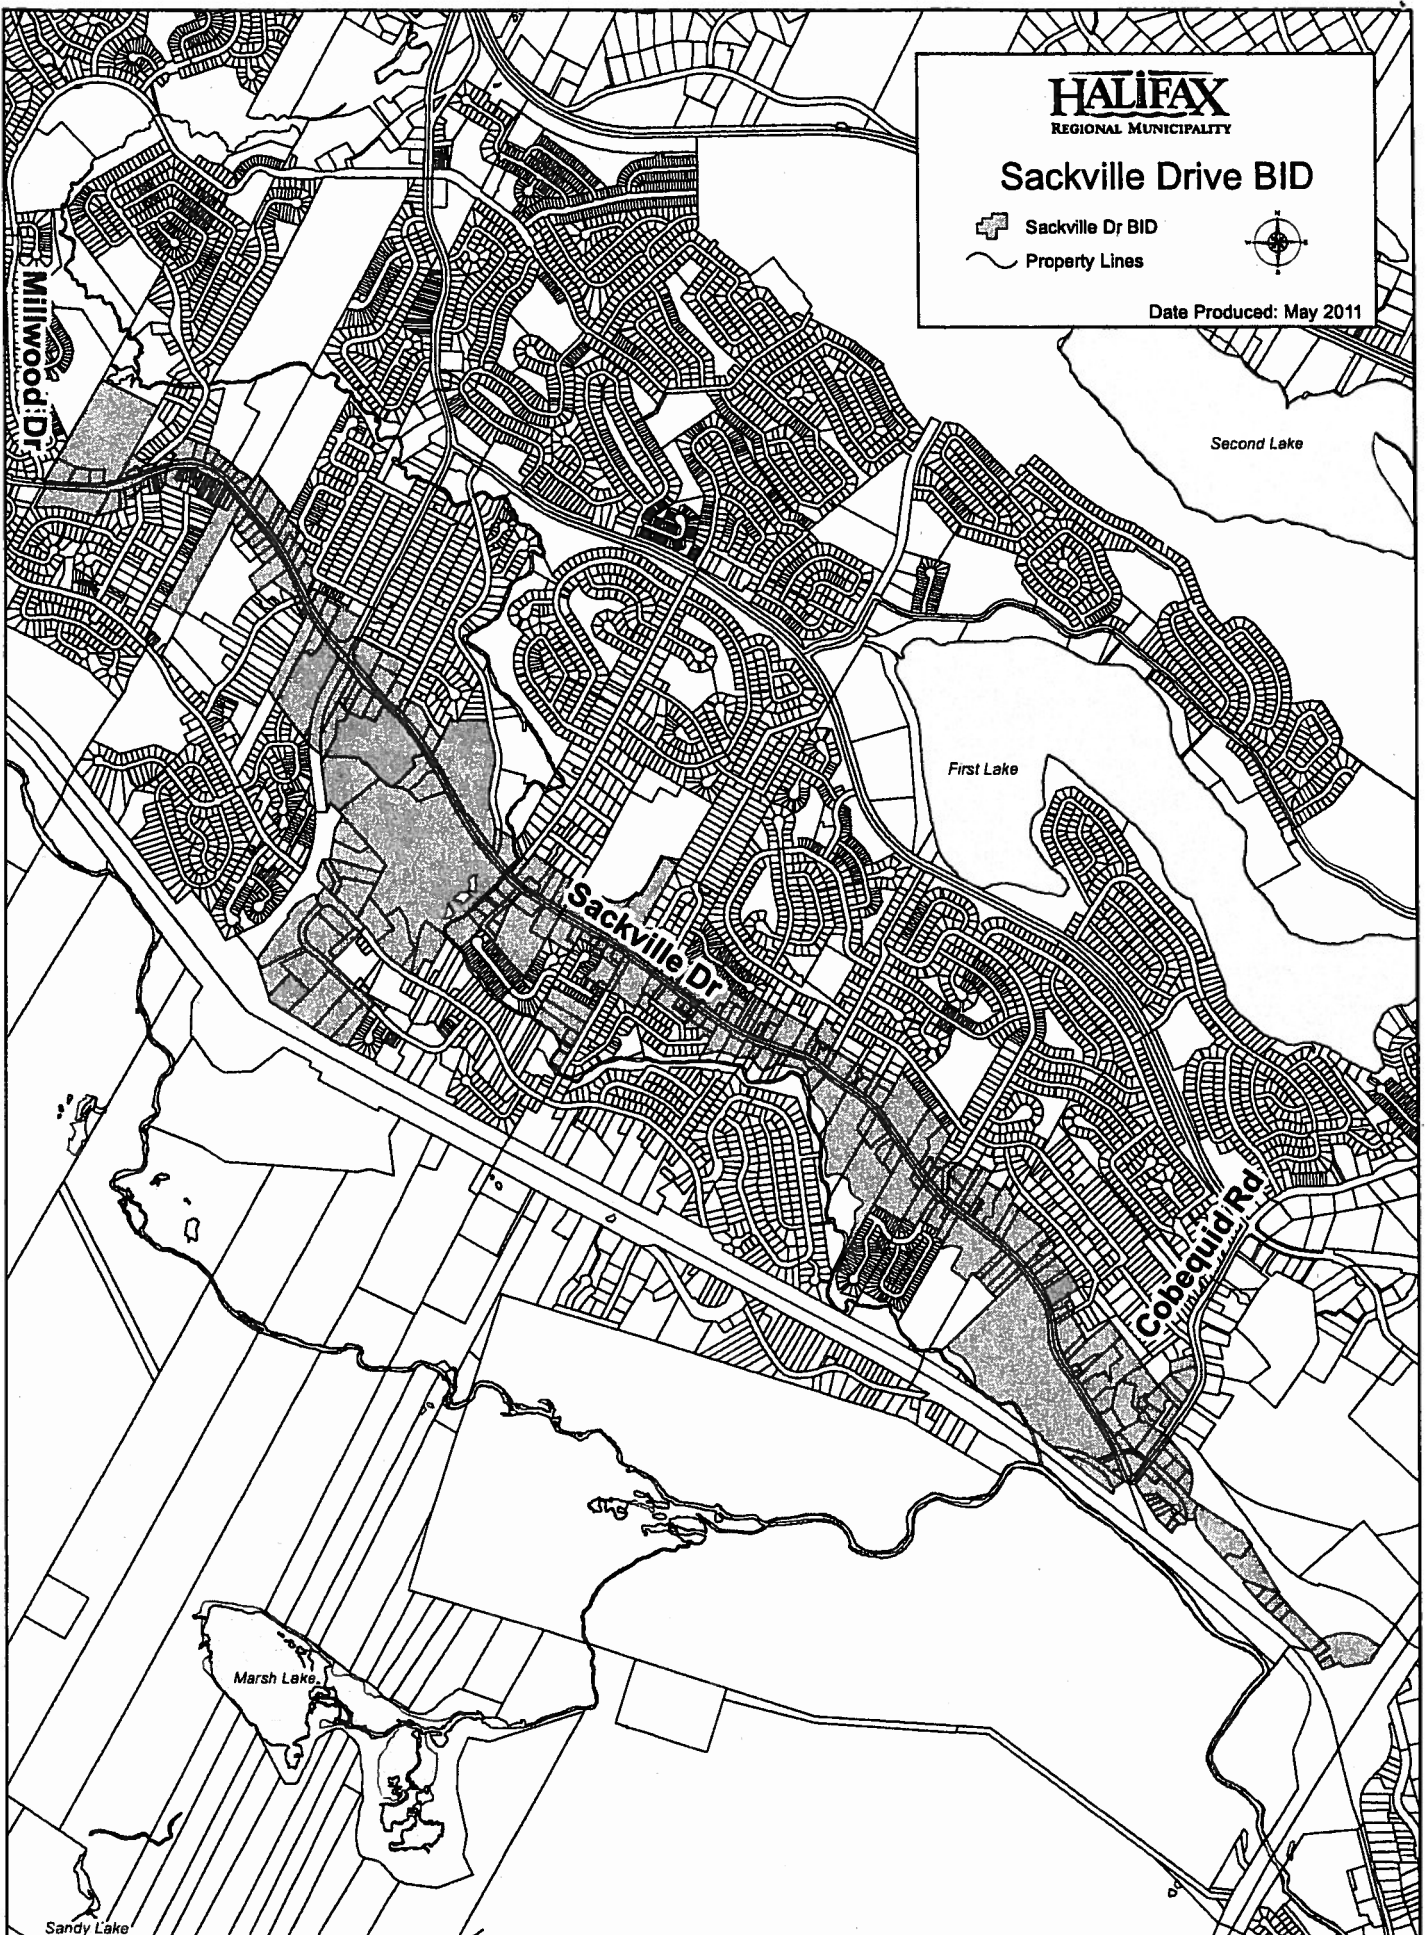 HALIFAX
REGIONAL MUNICIPALITY
Sackville Drive BID
Sackville Dr BID
Property Lines
N
W
E
S
Date Produced: May 2011
Millwood Dr
Second Lake
First Lake
Sackville Dr
Cobequid Rd
Marsh Lake
Sandy Lake